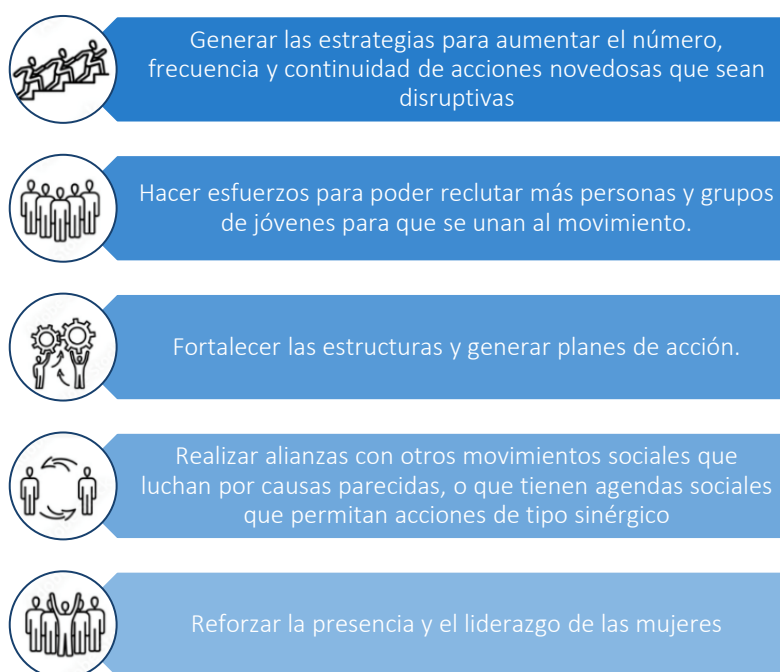 Generar las estrategias para aumentar el número,
frecuencia y continuidad de acciones novedosas que sean
disruptivas
Hacer esfuerzos para poder reclutar más personas y grupos
de jóvenes para que se unan al movimiento.
Fortalecer las estructuras y generar planes de acción.
Realizar alianzas con otros movimientos sociales que
luchan por causas parecidas, o que tienen agendas sociales
que permitan acciones de tipo sinérgico
Reforzar la presencia y el liderazgo de las mujeres